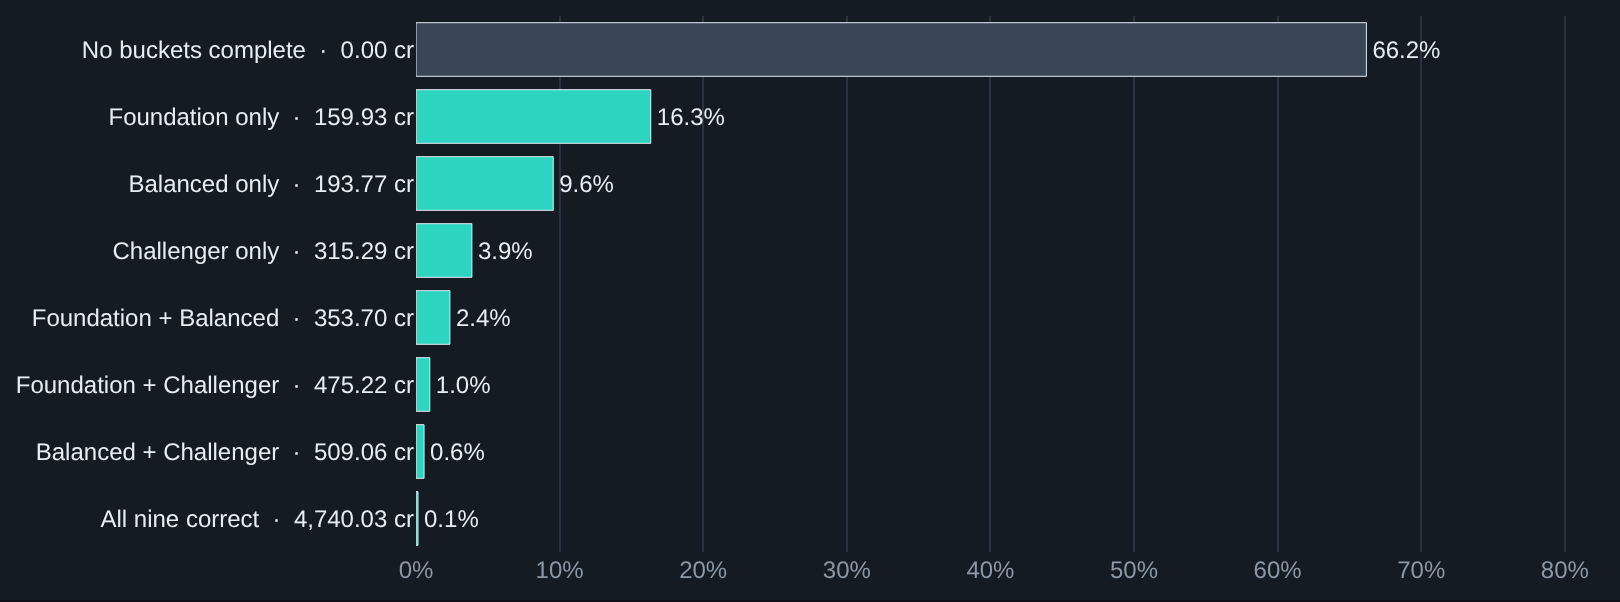 No buckets complete · 0.00 cr 66.2%
Foundation only · 159.93 cr 16.3%
Balanced only · 193.77 cr 9.6%
Challenger only · 315.29 cr 3.9%
Foundation + Balanced · 353.70 cr 2.4%
Foundation + Challenger · 475.22 cr 1.0%
Balanced + Challenger · 509.06 cr 0.6%
All nine correct · 4,740.03 cr 0.1%
0% 10% 20% 30% 40% 50% 60% 70% 80%